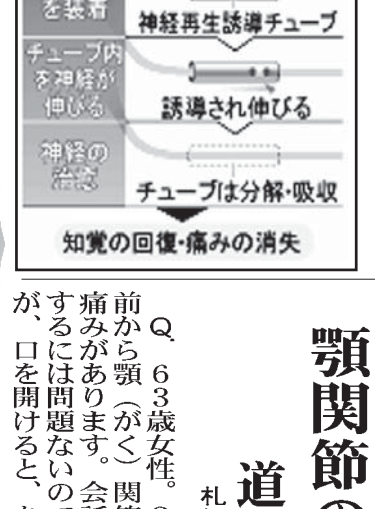 を装着
神経再生誘導チューブ
チューブ内
を神経が
伸びる
誘導され伸びる
神経の
治癒
チューブは分解・吸収
知覚の回復・痛みの消失
顎関節の
道
札
Q. 63歳女性。
前から顎（がく）関節
痛みがあります。会話
するには問題ないので
が、口を開けると、